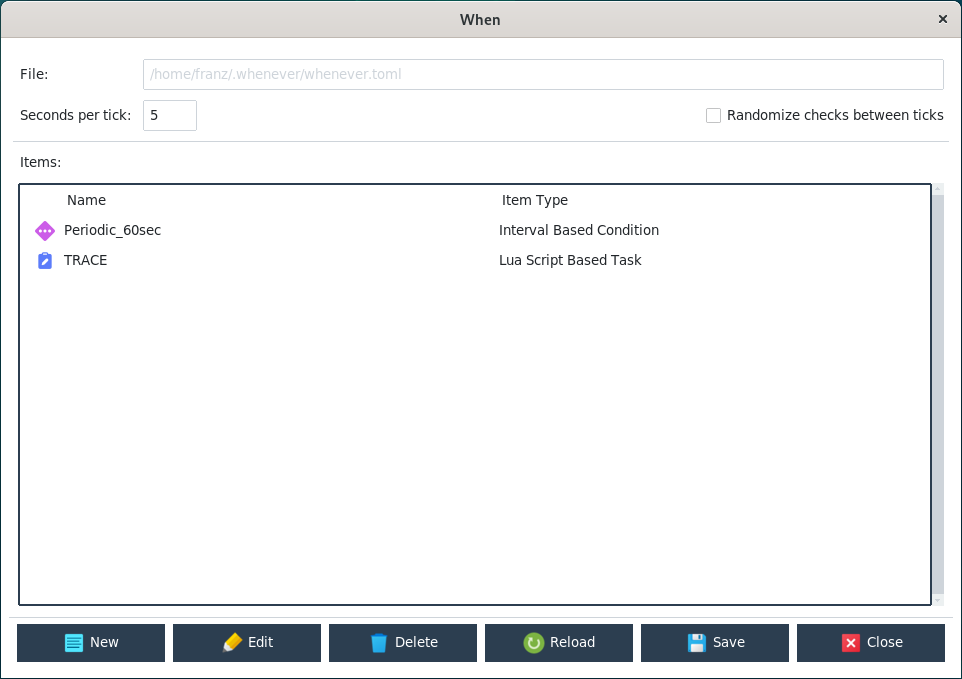 When
File: /home/franz/.whenever/whenever.toml
Seconds per tick: 5 Randomize checks between ticks
Items:
Name Item Type
Periodic_60sec Interval Based Condition
TRACE Lua Script Based Task
New Edit Delete Reload Save Close